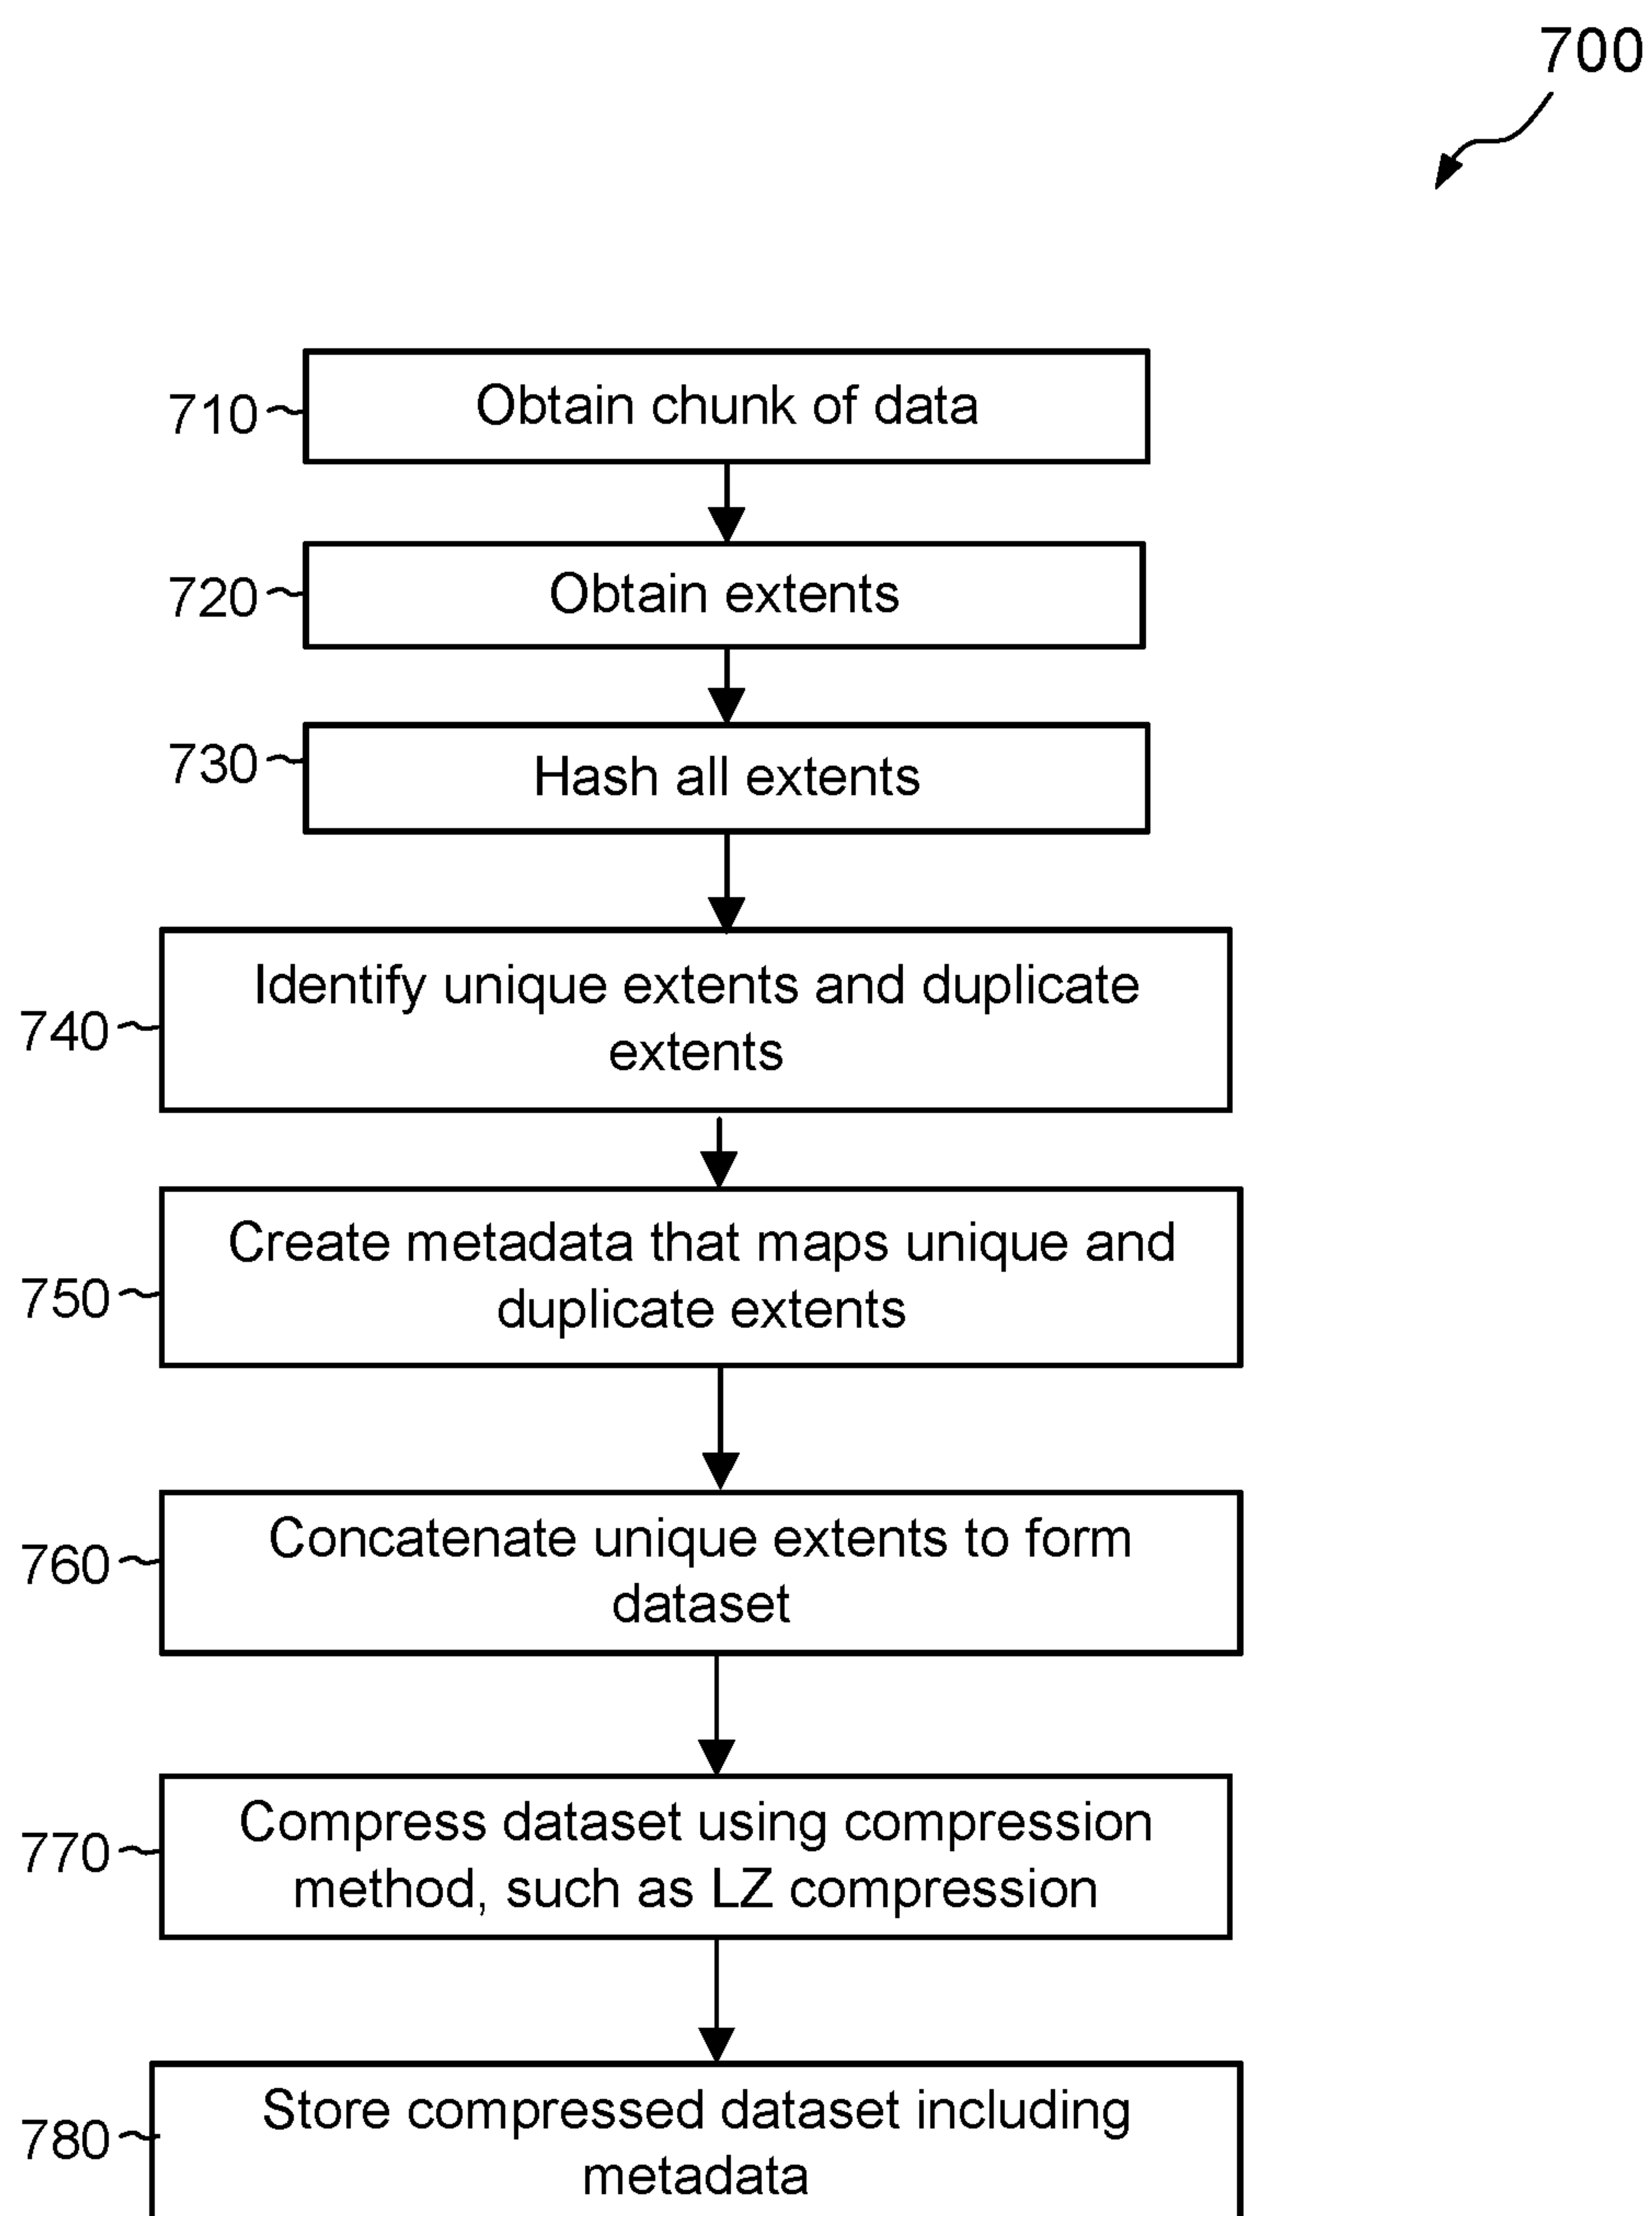 700
710
Obtain chunk of data
720
Obtain extents
730
Hash all extents
740
Identify unique extents and duplicate
extents
750
Create metadata that maps unique and
duplicate extents
760
Concatenate unique extents to form
dataset
770
Compress dataset using compression
method, such as LZ compression
780
Store compressed dataset including
metadata